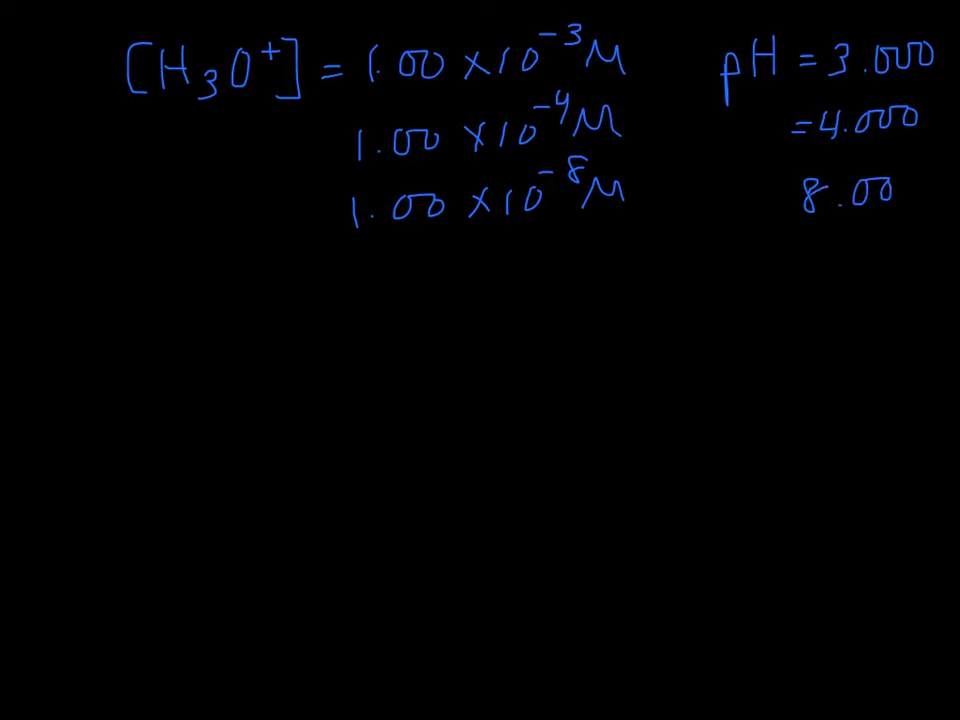 [H₃O⁺] = 1.00 × 10⁻³ M pH = 3.000
1.00 × 10⁻⁴ M = 4.000
1.00 × 10⁻⁸ M 8.00